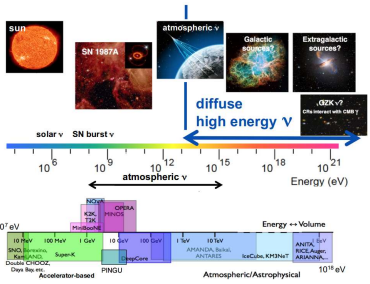 sun
SN 1987A
atmospheric ν
Galactic
sources?
Extragalactic
sources?
diffuse
high energy ν
GZK ν?
CRs interact with CMB γ
solar ν SN burst ν
10^6 10^9 10^12 10^15 10^18 10^21
atmospheric ν
Energy (eV)
NOνA
OPERA
K2K,
MINOS
T2K
MiniBooNE
Energy ↔ Volume
10 MeV 100 MeV 1 GeV 10 GeV 100 GeV 1 TeV 10 TeV 1 EeV
SNO, Borexino,
KamLAND,
Double CHOOZ,
Daya Bay, etc.
Super-K
DeepCore
AMANDA, Baikal,
ANTARES
IceCube, KM3NeT
ANITA,
RICE, Auger,
ARIANNA..
Accelerator-based
PINGU
Atmospheric/Astrophysical
10^18 eV